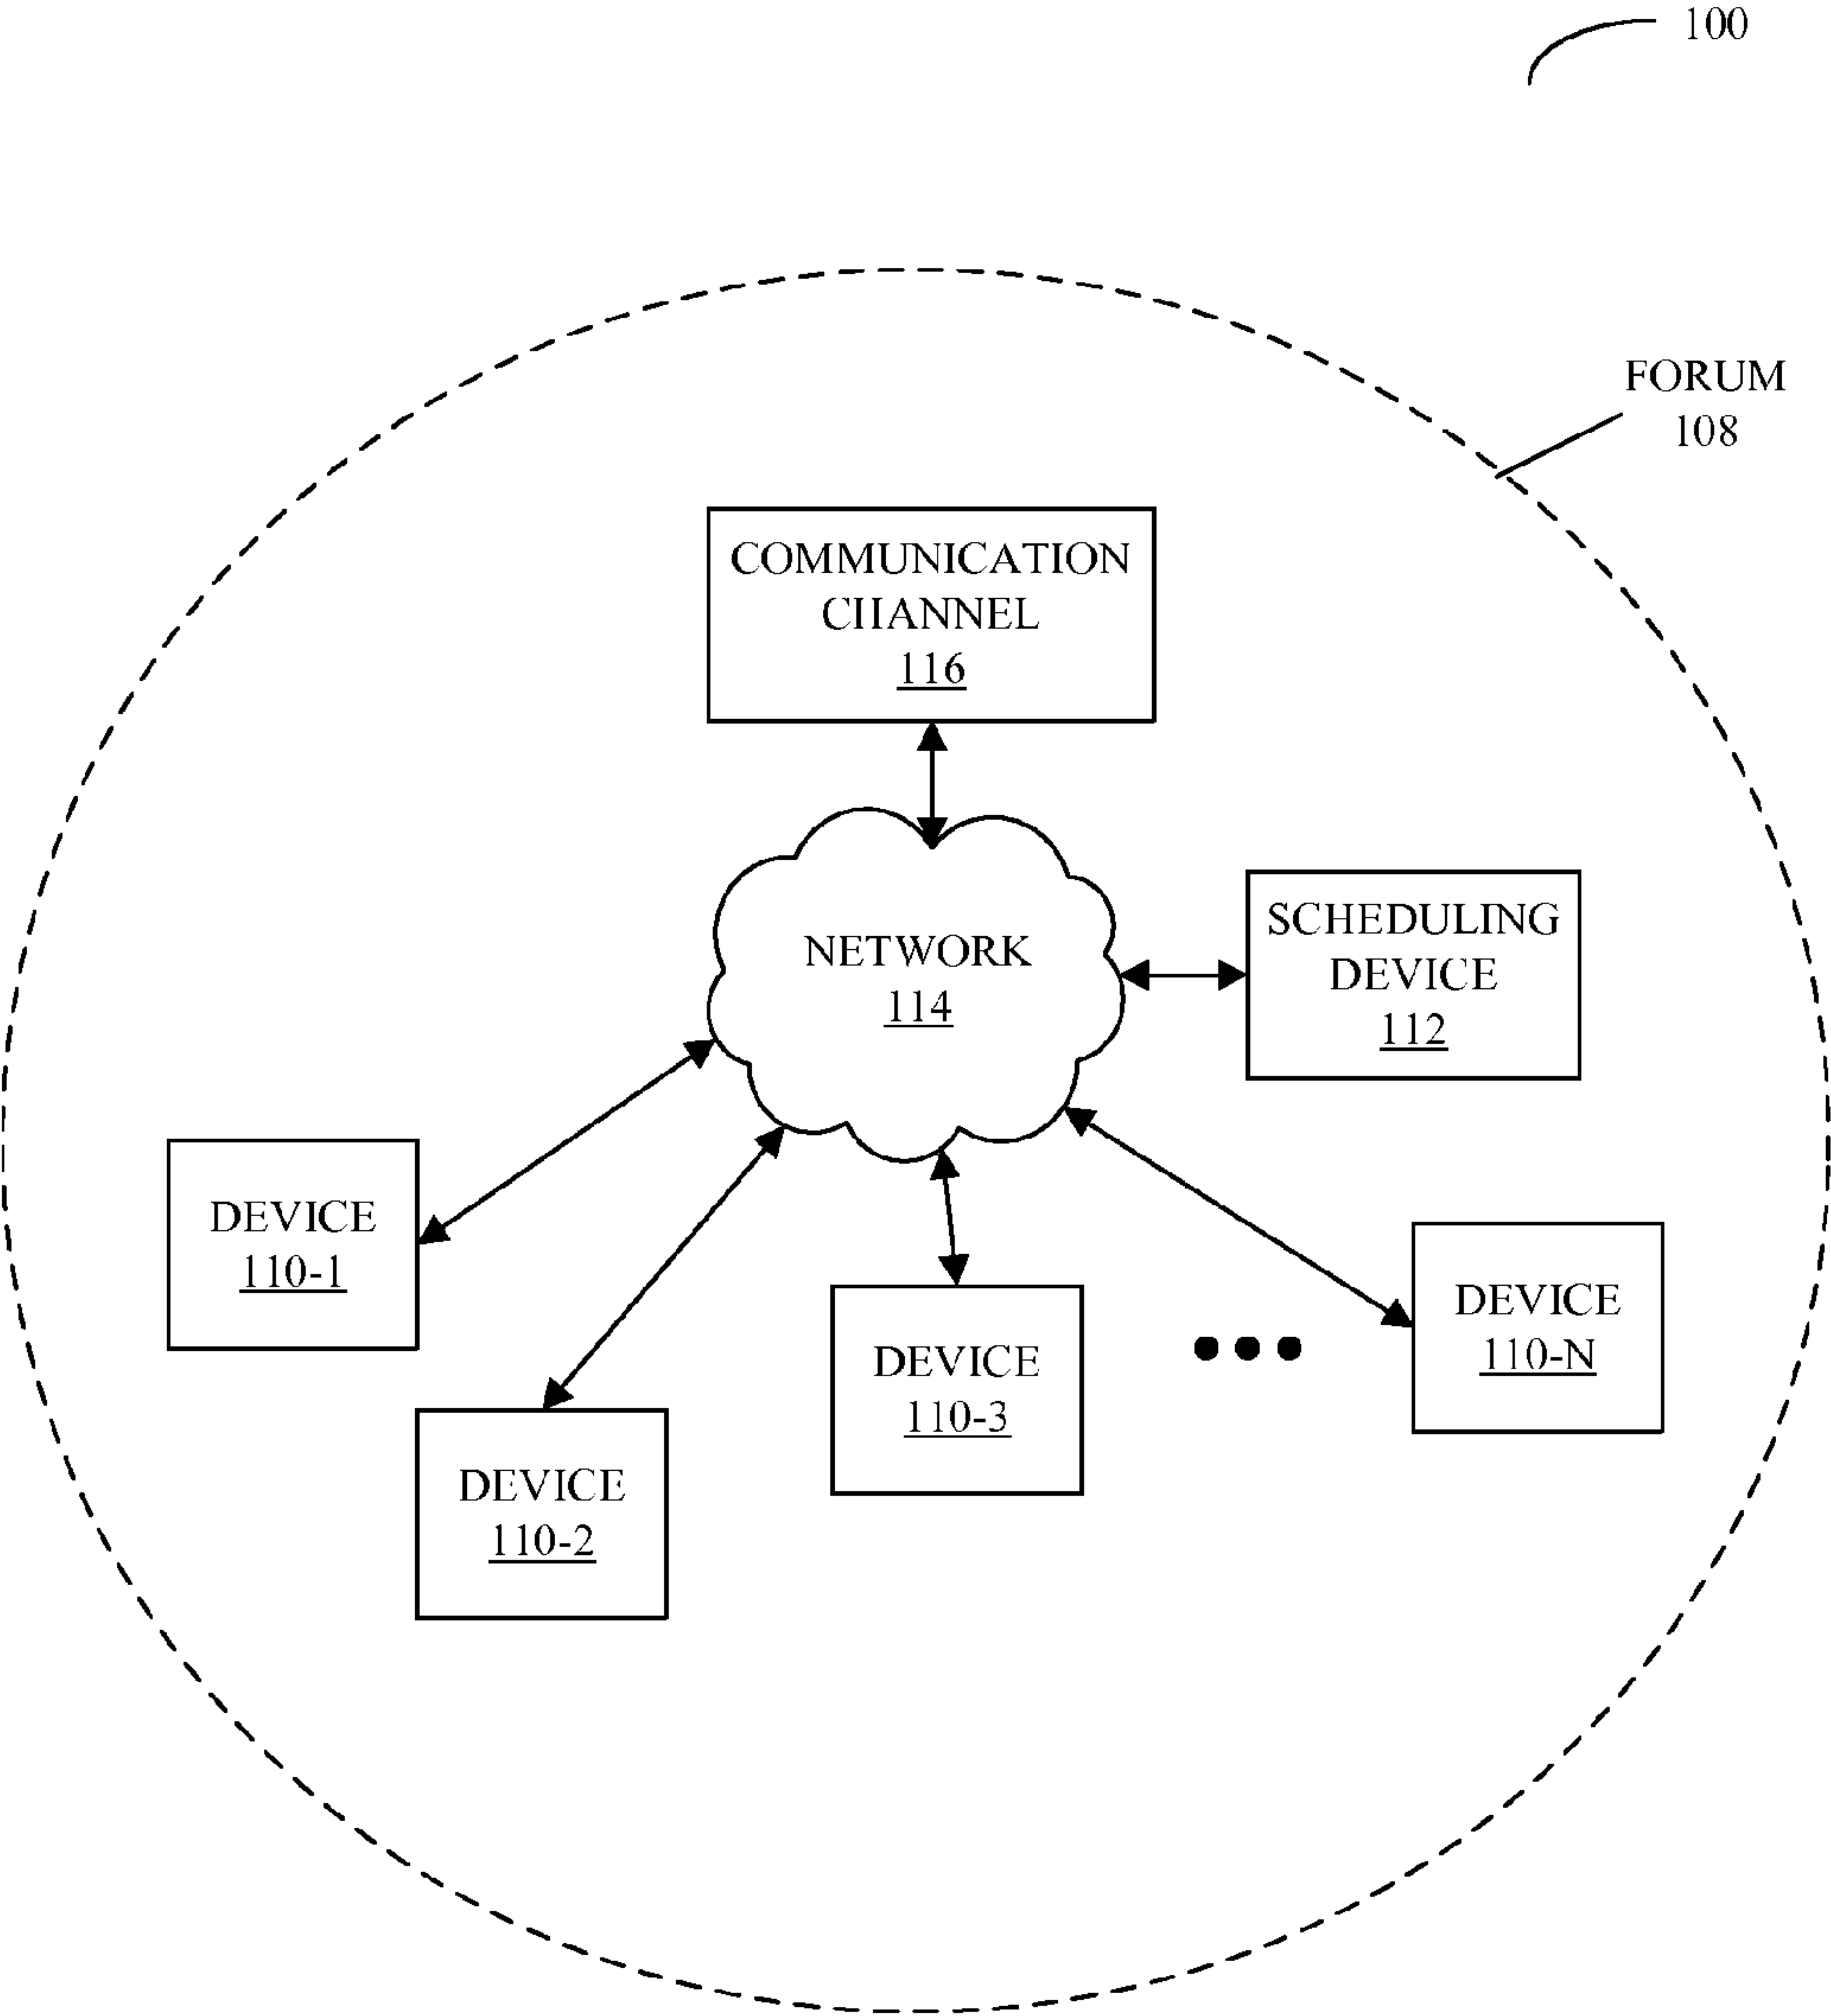 100
FORUM
108
COMMUNICATION
CHANNEL
116
NETWORK
114
SCHEDULING
DEVICE
112
DEVICE
110-1
DEVICE
110-2
DEVICE
110-3
DEVICE
110-N